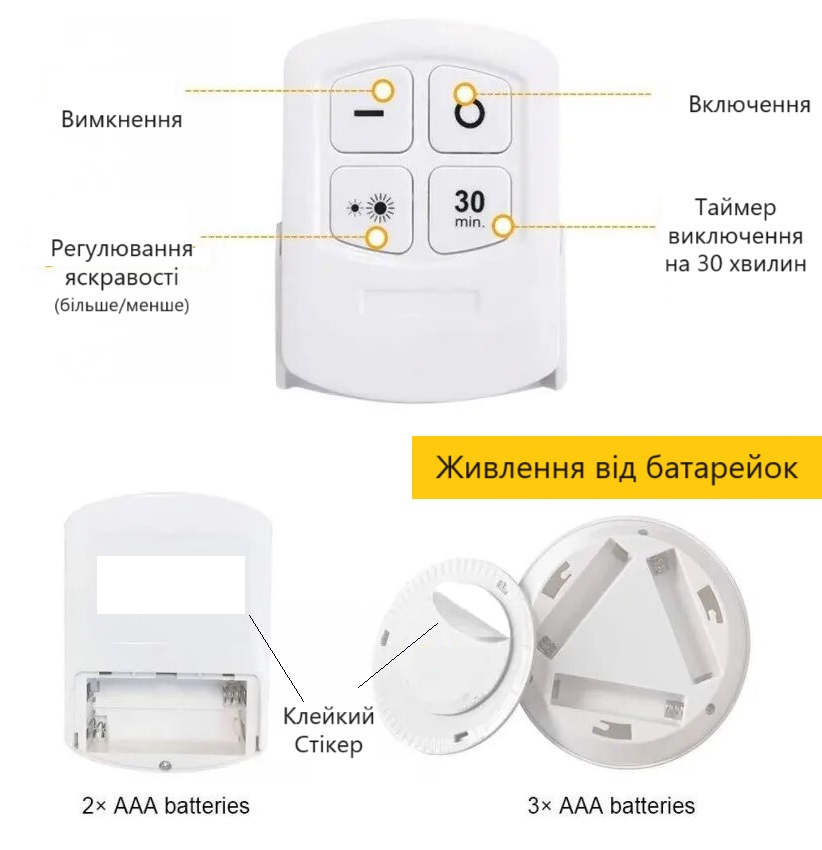 Вимкнення
Включення
30
min.
Регулювання
яскравості
(більше/менше)
Таймер
виключення
на 30 хвилин
Живлення від батарейок
Клейкий
Стікер
2× AAA batteries
3× AAA batteries